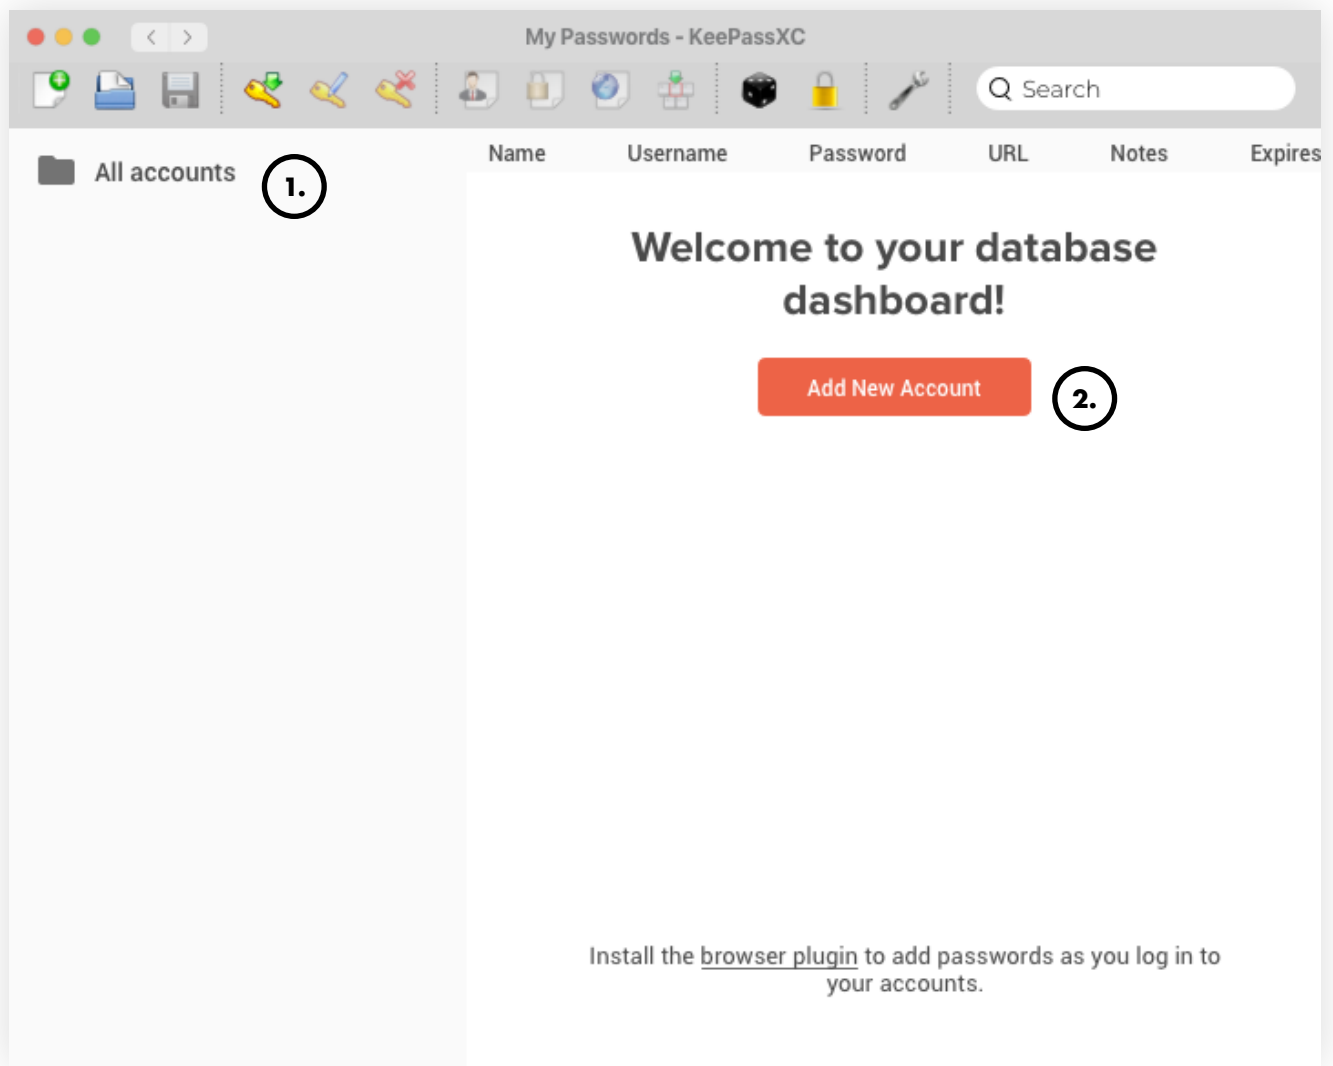 My Passwords - KeePassXC
Search
All accounts
1.
Name Username Password URL Notes Expires
Welcome to your database
dashboard!
Add New Account
2.
Install the browser plugin to add passwords as you log in to
your accounts.